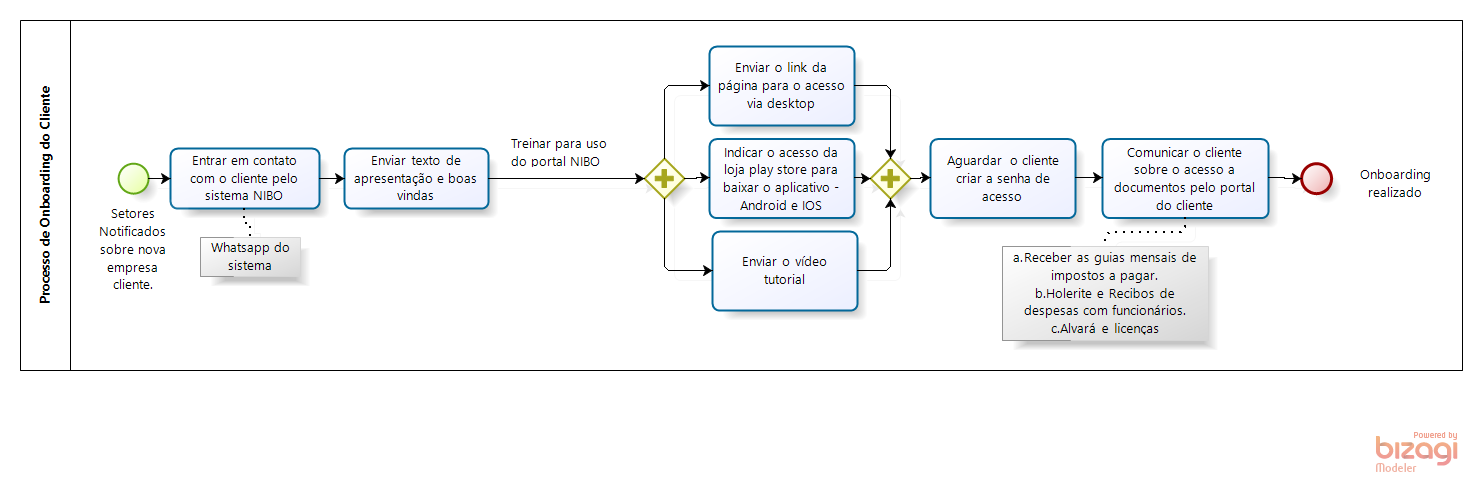 Processo de Onboarding do Cliente
Setores
Notificados
sobre nova
empresa
cliente.
Entrar em contato
com o cliente pelo
sistema NIBO
Whatsapp do
sistema
Enviar texto de
apresentação e boas
vindas
Treinar para uso
do portal NIBO
Enviar o link da
página para o acesso
via desktop
Indicar o acesso da
loja play store para
baixar o aplicativo -
Android e IOS
Enviar o vídeo
tutorial
Aguardar o cliente
criar a senha de
acesso
Comunicar o cliente
sobre o acesso a
documentos pelo portal
do cliente
a.Receber as guias mensais de
impostos a pagar.
b.Holerite e Recibos de
despesas com funcionários.
c.Alvará e licenças
Onboarding
realizado
Powered by
bizagi
Modeler